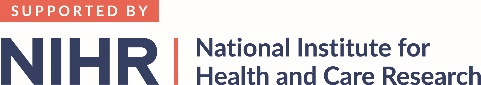 SUPPORTED BY
NIHR | National Institute for
Health and Care Research